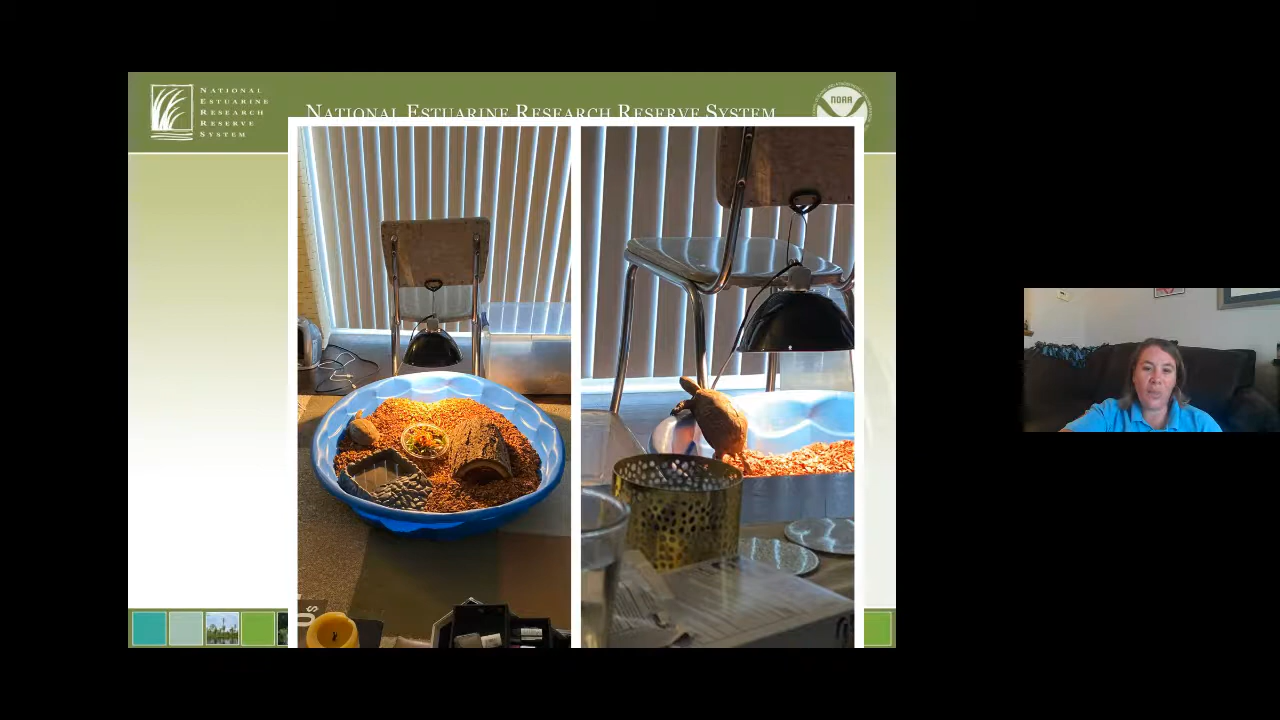 NATIONAL
ESTUARINE
RESEARCH
RESERVE
SYSTEM
NATIONAL ESTUARINE RESEARCH RESERVE SYSTEM
NOAA